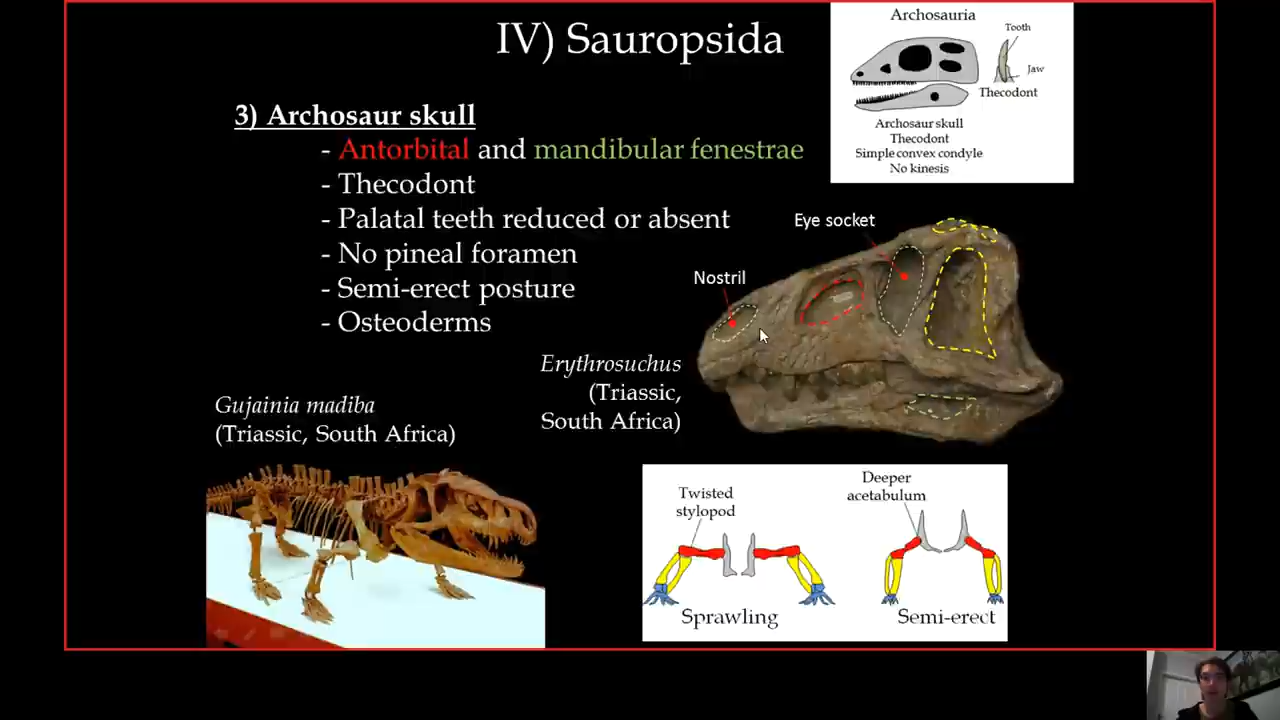 IV) Sauropsida
3) Archosaur skull
- Antorbital and mandibular fenestrae
- Thecodont
- Palatal teeth reduced or absent
- No pineal foramen
- Semi-erect posture
- Osteoderms
Archosauria
Tooth
Jaw
Thecodont
Archosaur skull
Thecodont
Simple convex condyle
No kinesis
Eye socket
Nostril
Erythrosuchus
(Triassic,
South Africa)
Gujainia madiba
(Triassic, South Africa)
Twisted
stylopod
Sprawling
Deeper
acetabulum
Semi-erect